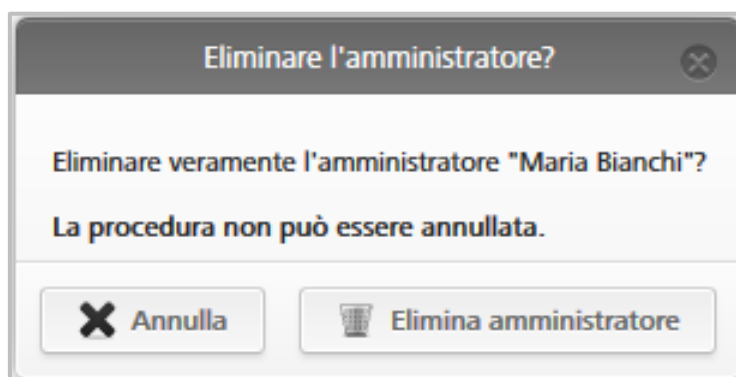 Eliminare l'amministratore?
Eliminare veramente l'amministratore "Maria Bianchi"?
La procedura non può essere annullata.
Annulla
Elimina amministratore